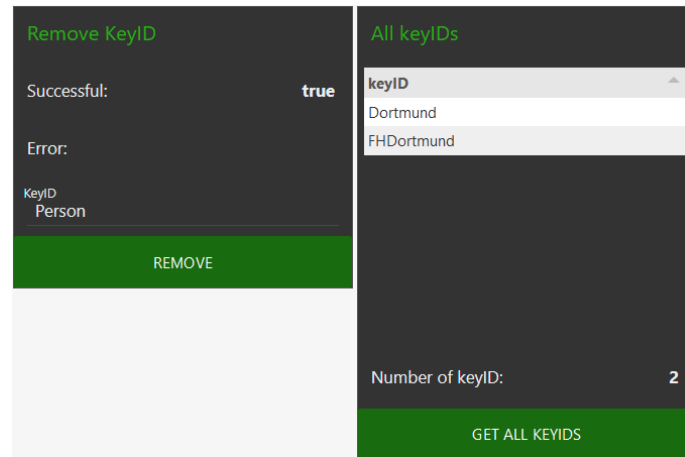 Remove KeyID
Successful: true
Error:
KeyID
Person
REMOVE
All keyIDs
keyID
Dortmund
FHDortmund
Number of keyID: 2
GET ALL KEYIDS